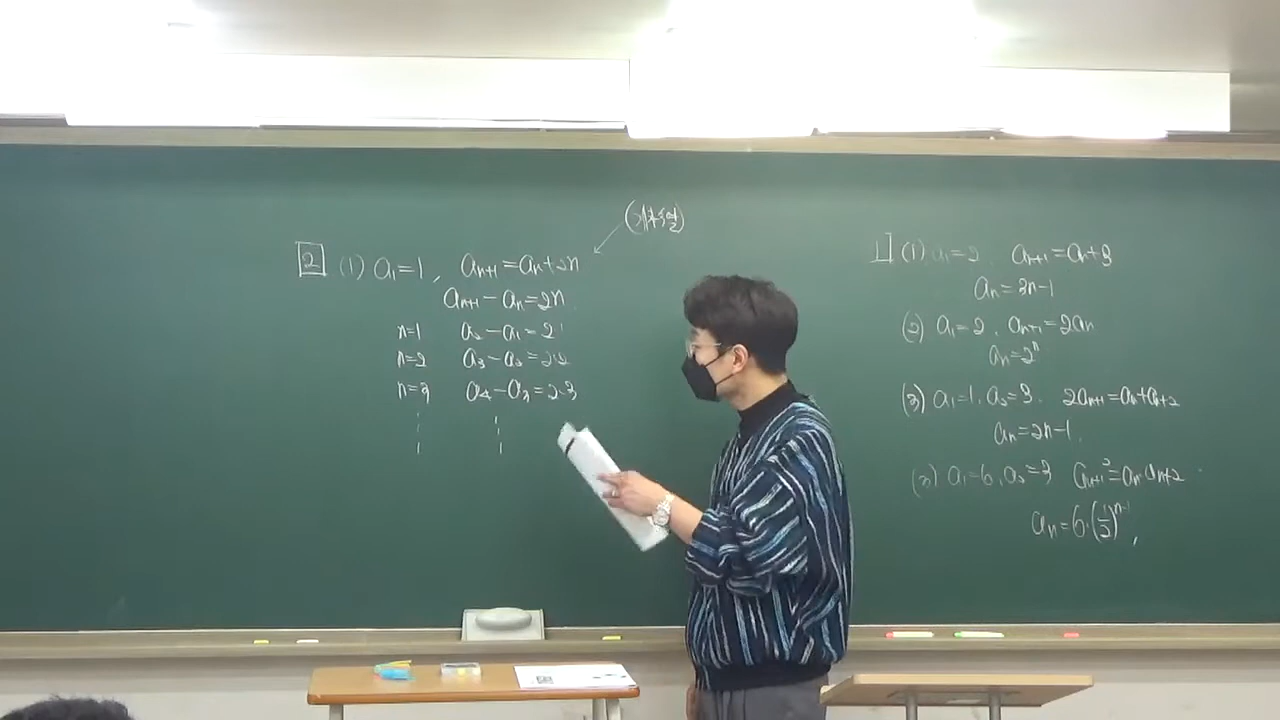 (계차수열)
2 (1) a₁=1, aₙ₊₁=aₙ+2n
aₙ₊₁-aₙ=2n
n=1 a₂-a₁=2·1
n=2 a₃-a₂=2·2
n=3 a₄-a₃=2·3
1 (1) a₁=2 aₙ₊₁=aₙ+3
aₙ=3n-1
(2) a₁=2, aₙ₊₁=2aₙ
aₙ=2ⁿ
(3) a₁=1, a₂=3, 2aₙ₊₁=aₙ+aₙ₊₂
aₙ=2n-1
a₁=6, a₂=3 aₙ₊₁²=aₙ·aₙ₊₂
aₙ=6·(1/2)ⁿ⁻¹